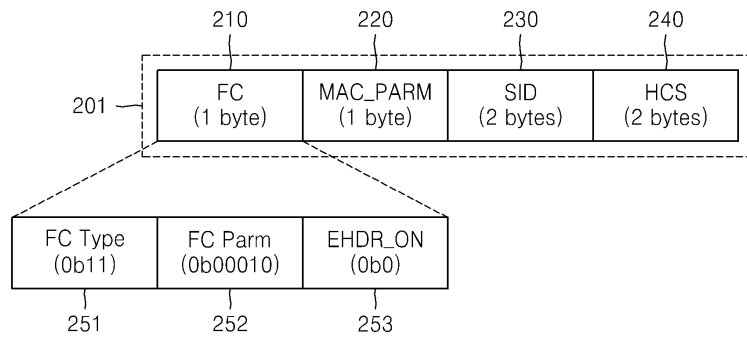 210 220 230 240
201
FC MAC_PARM SID HCS
(1 byte) (1 byte) (2 bytes) (2 bytes)
FC Type FC Parm EHDR_ON
(0b11) (0b00010) (0b0)
251 252 253